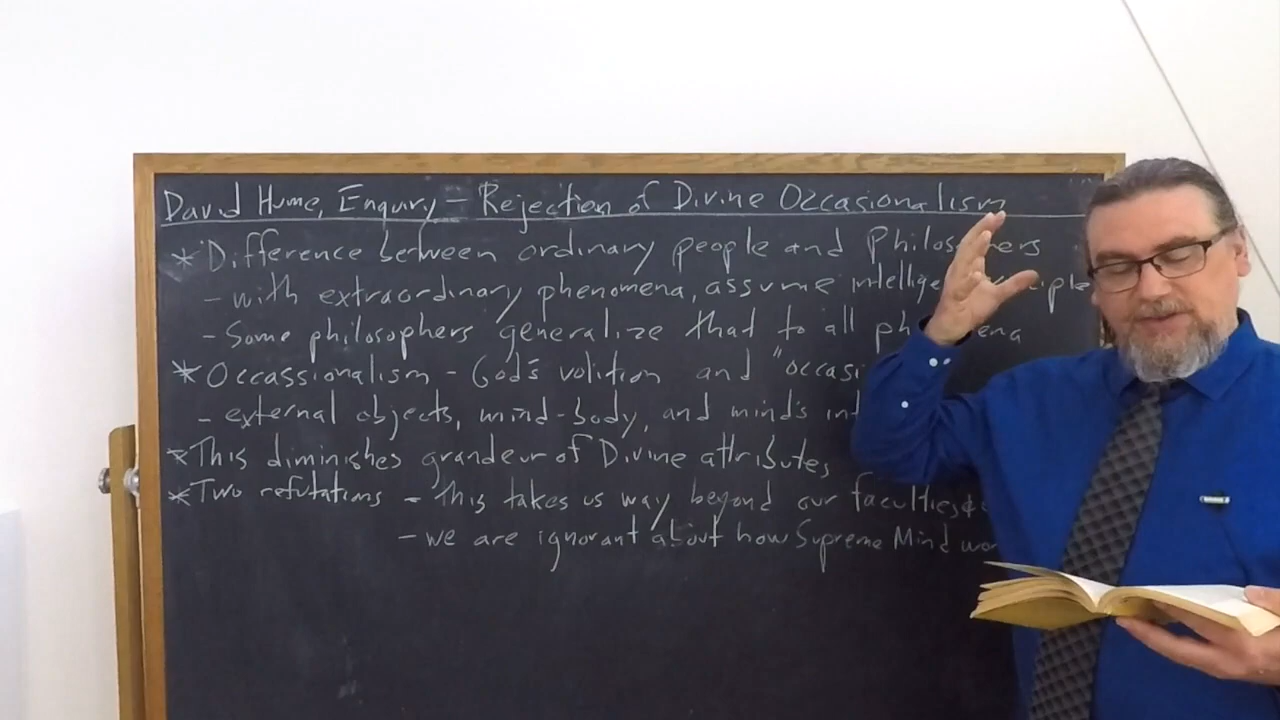 David Hume, Enquiry - Rejection of Divine Occasionalism
* Difference between ordinary people and Philosophers
- with extraordinary phenomena, assume
- Some philosophers generalize that to all
* Occassionalism - God's volition and
- external objects, mind-body, and mind's
* This diminishes grandeur of Divine attributes
* Two refutations - this takes us way beyond our faculties &
- we are ignorant about how Supreme Mind